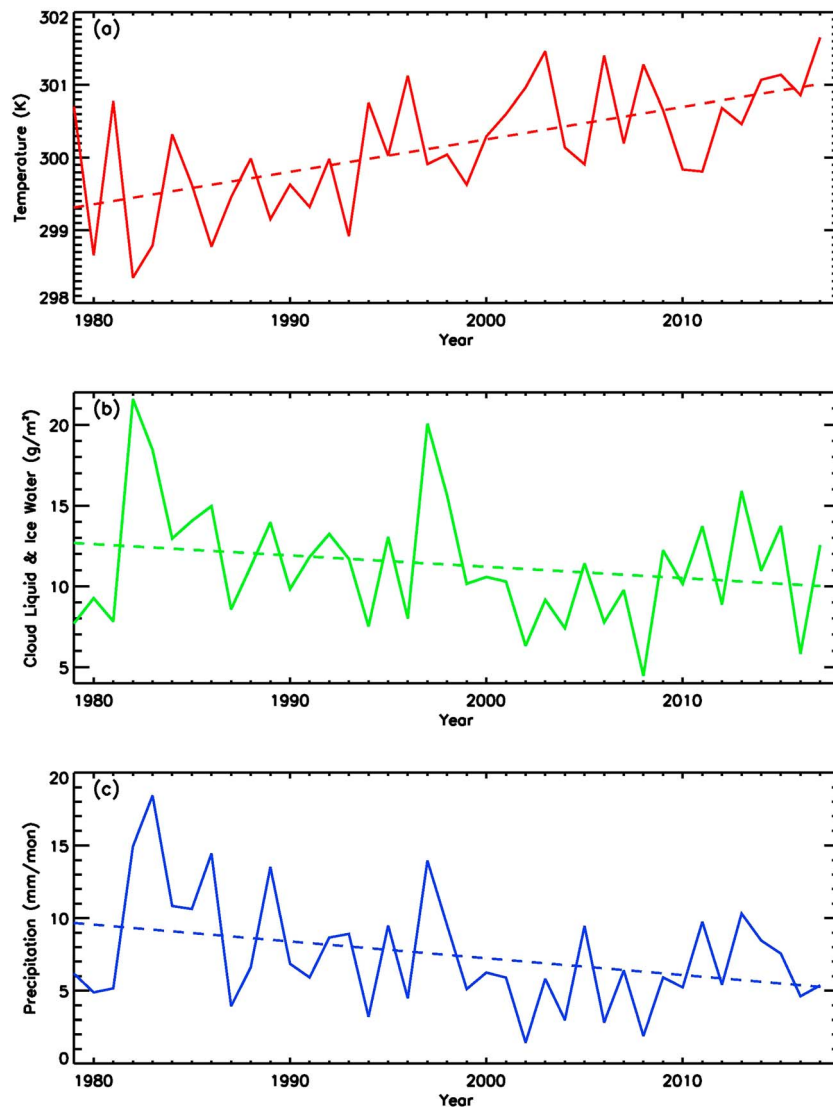 302
(a)
301
300
299
298
Temperature (K)
1980 1990 2000 2010
Year
(b)
20
15
10
5
Cloud Liquid & Ice Water (g/m²)
1980 1990 2000 2010
Year
20
(c)
15
10
5
0
Precipitation (mm/mon)
1980 1990 2000 2010
Year